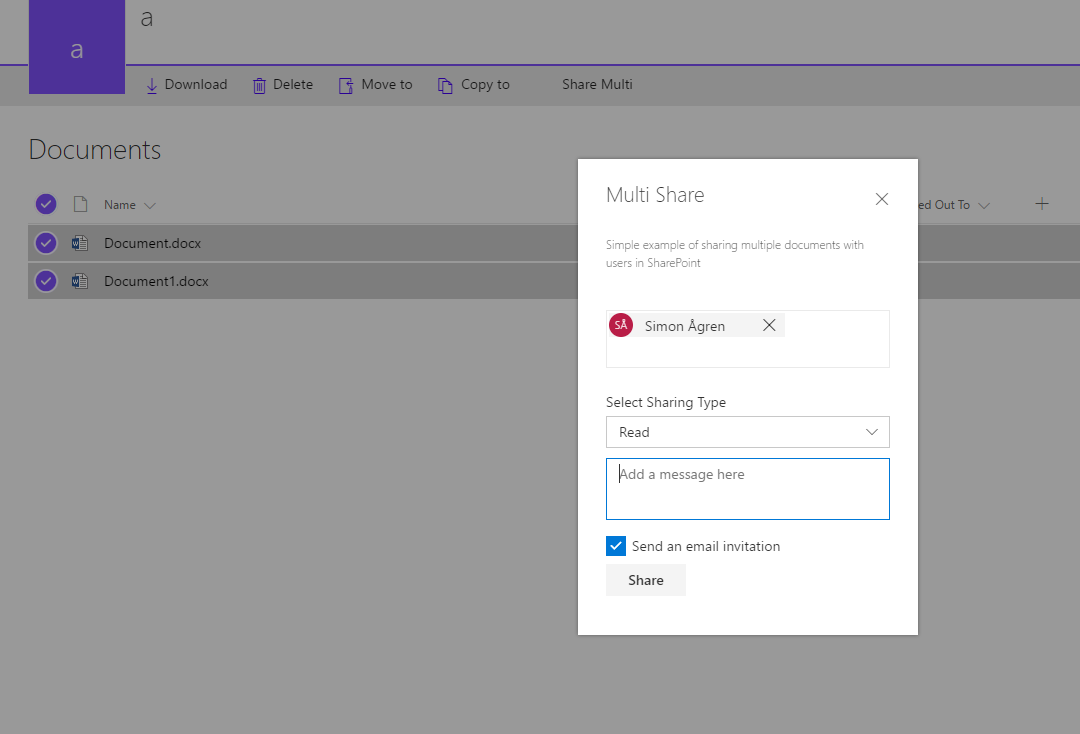 a
a
Download Delete Move to Copy to Share Multi
Documents
Name ed Out To
Document.docx
Document1.docx
Multi Share
Simple example of sharing multiple documents with
users in SharePoint
SÅ Simon Ågren
Select Sharing Type
Read
Add a message here
Send an email invitation
Share